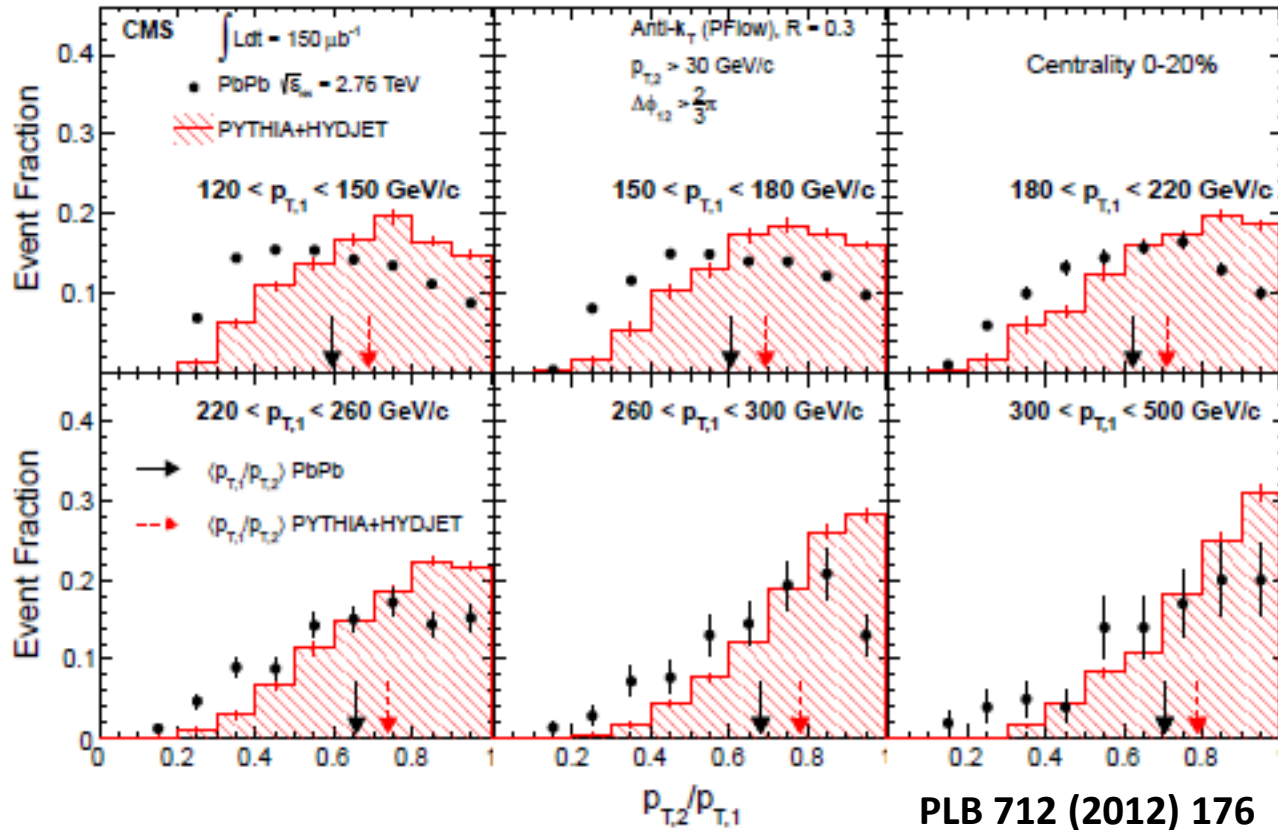 CMS
∫ Ldt = 150 μb⁻¹
PbPb √s_NN = 2.76 TeV
PYTHIA+HYDJET
Anti-k_T (PFlow), R = 0.3
p_T,2 > 30 GeV/c
Δϕ_12 > 2/3 π
Centrality 0-20%
120 < p_T,1 < 150 GeV/c
150 < p_T,1 < 180 GeV/c
180 < p_T,1 < 220 GeV/c
Event Fraction
0.4
0.3
0.2
0.1
220 < p_T,1 < 260 GeV/c
260 < p_T,1 < 300 GeV/c
300 < p_T,1 < 500 GeV/c
⟨p_T,1/p_T,2⟩ PbPb
⟨p_T,1/p_T,2⟩ PYTHIA+HYDJET
Event Fraction
0.4
0.3
0.2
0.1
0
0 0.2 0.4 0.6 0.8 1 0.2 0.4 0.6 0.8 1 0.2 0.4 0.6 0.8 1
p_T,2/p_T,1
PLB 712 (2012) 176